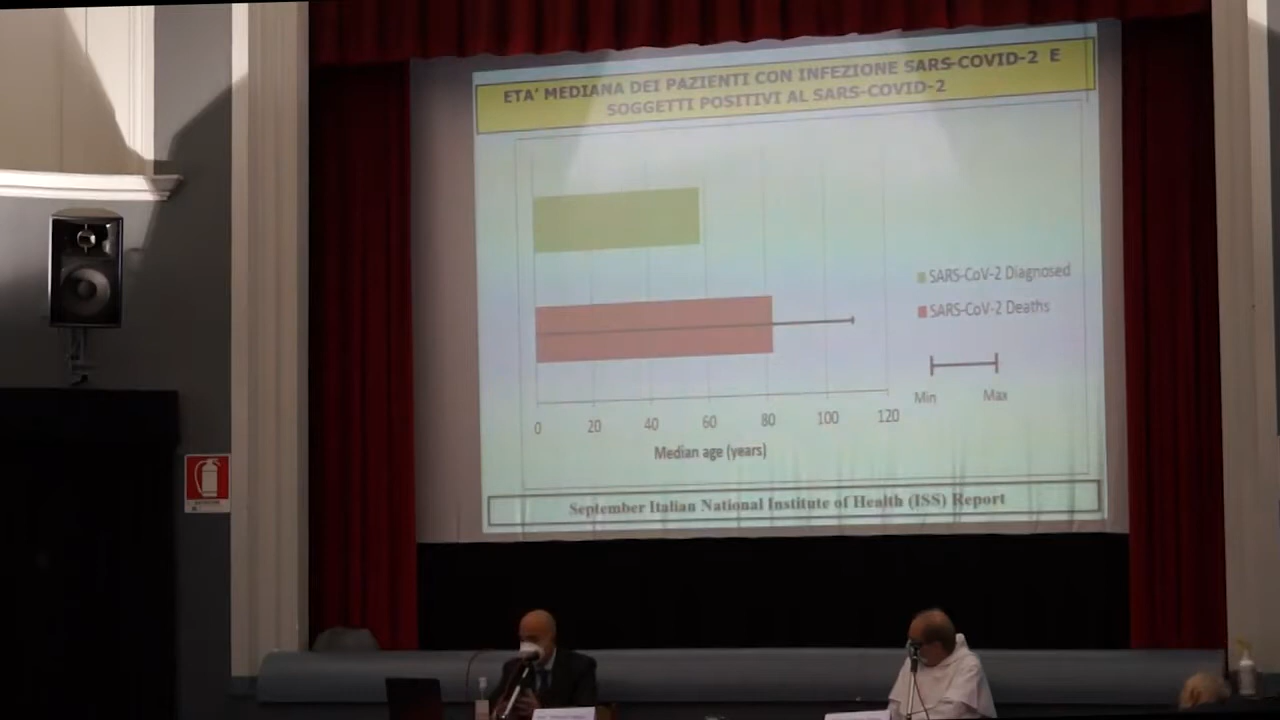 ETA' MEDIANA DEI PAZIENTI CON INFEZIONE SARS-COVID-2 E
SOGGETTI POSITIVI AL SARS-COVID-2
SARS-CoV-2 Diagnosed
SARS-CoV-2 Deaths
Min Max
0 20 40 60 80 100 120
Median age (years)
September Italian National Institute of Health (ISS) Report